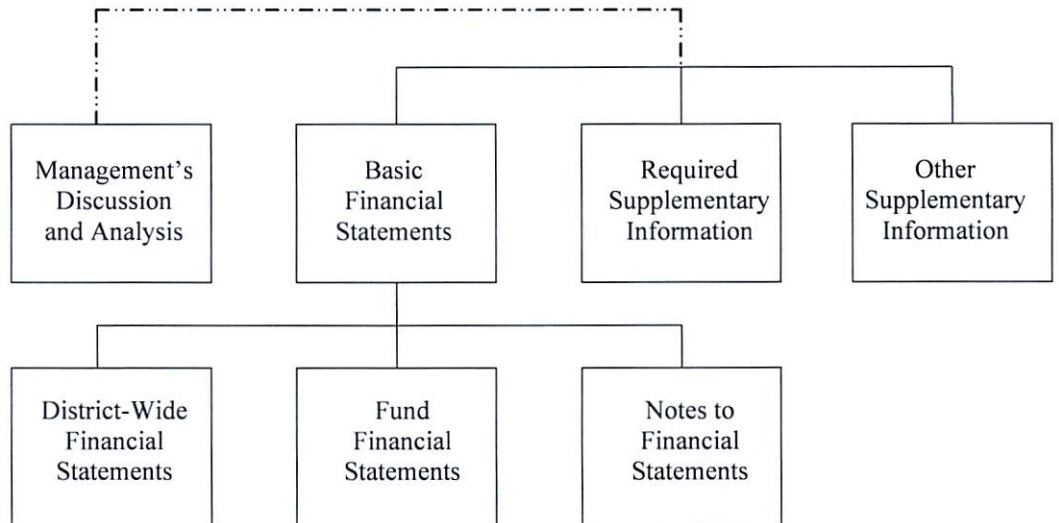 Management's
Discussion
and Analysis
Basic
Financial
Statements
Required
Supplementary
Information
Other
Supplementary
Information
District-Wide
Financial
Statements
Fund
Financial
Statements
Notes to
Financial
Statements